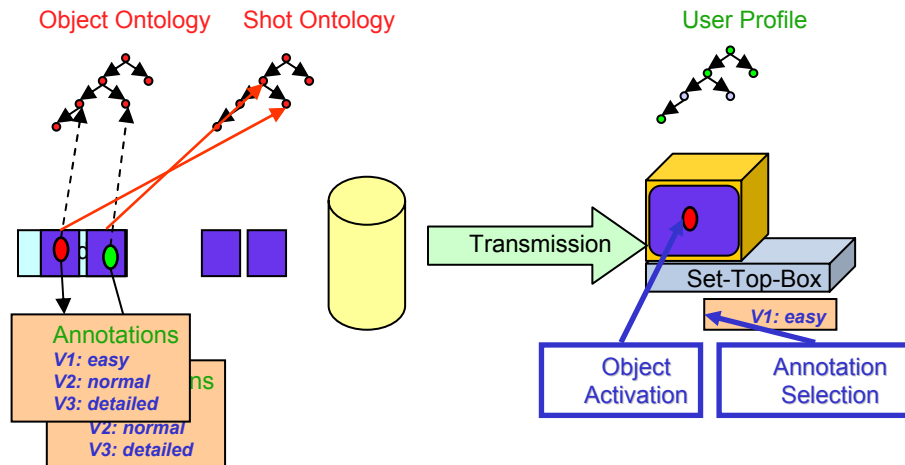 Object Ontology
Shot Ontology
User Profile
Transmission
Set-Top-Box
V1: easy
Object
Activation
Annotation
Selection
Annotations
V1: easy
V2: normal
V3: detailed
ns
V2: normal
V3: detailed